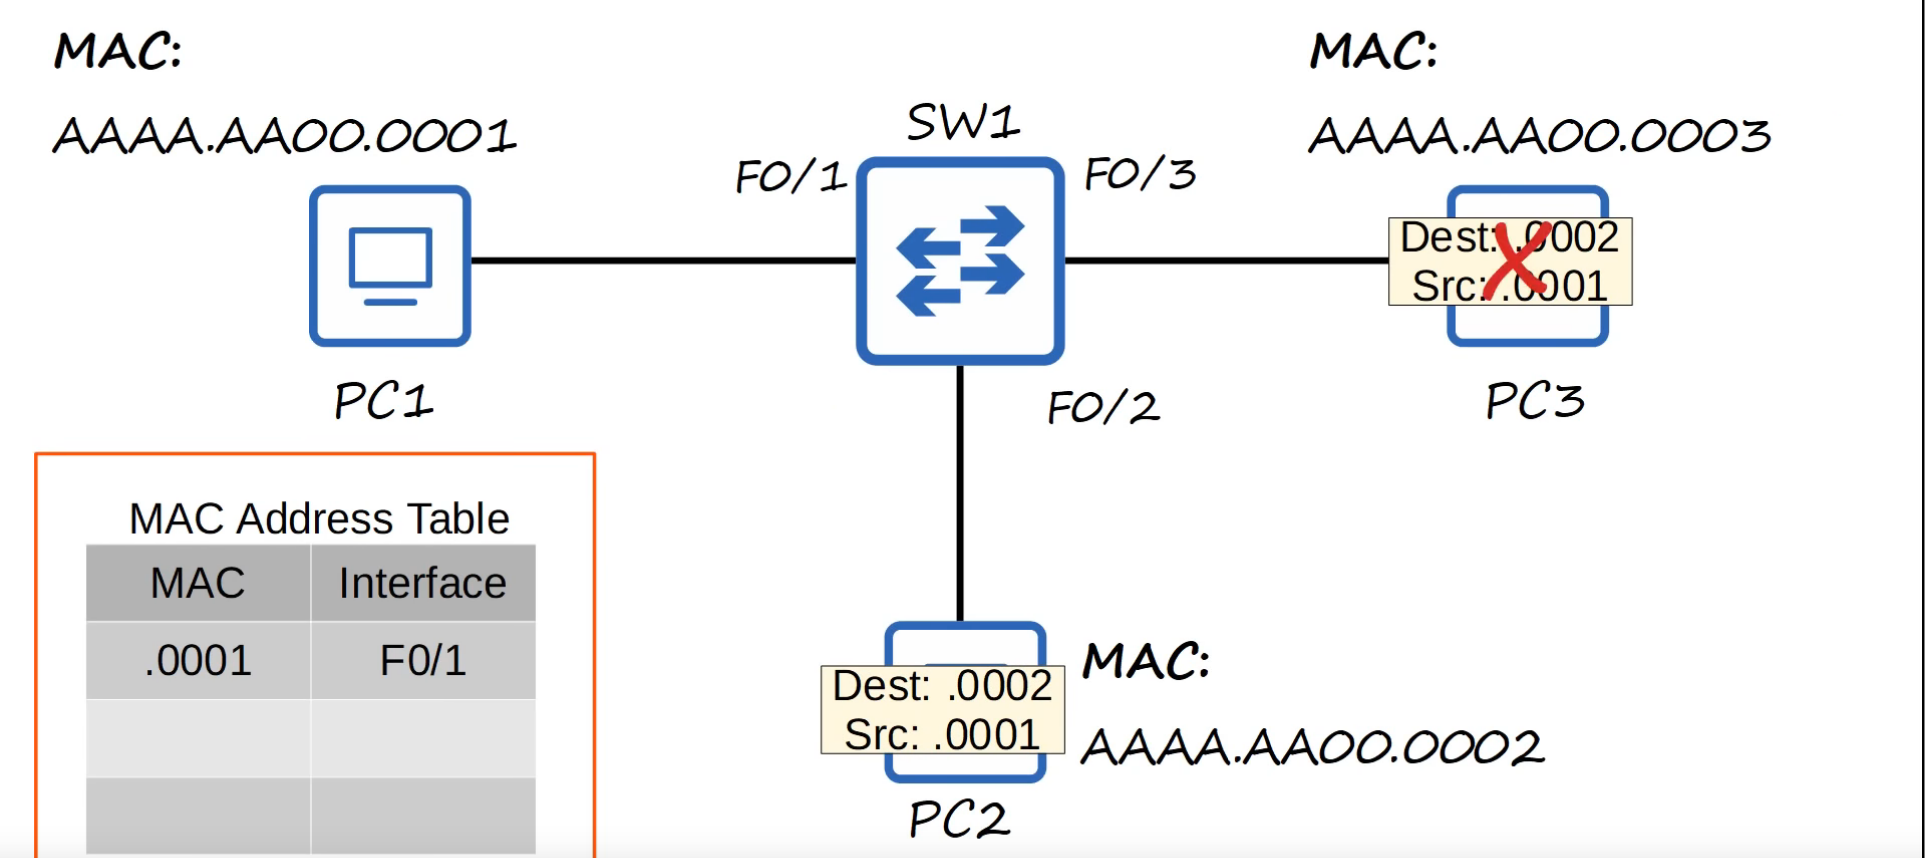 MAC:
AAAA.AA00.0001
PC1
SW1
F0/1
F0/3
F0/2
MAC:
AAAA.AA00.0003
Dest: .0002
Src: .0001
PC3
MAC Address Table
MAC Interface
.0001 F0/1
Dest: .0002
Src: .0001
MAC:
AAAA.AA00.0002
PC2